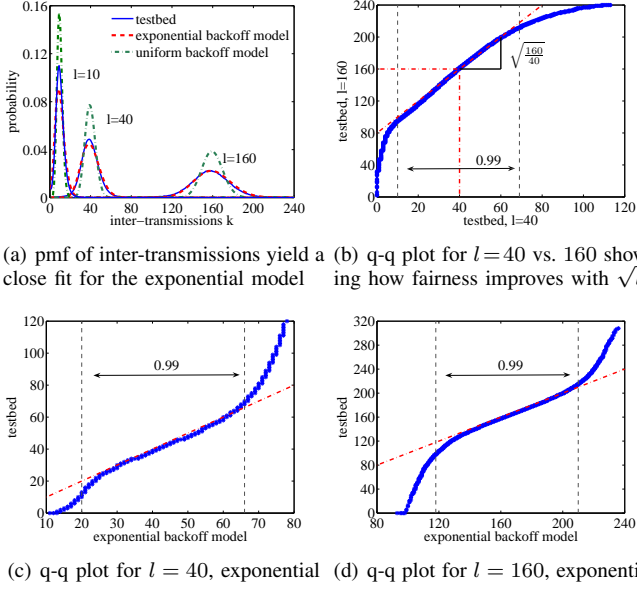 0.16
0.12
0.08
0.04
0
probability
testbed
exponential backoff model
uniform backoff model
l=10
l=40
l=160
0 40 80 120 160 200 240
inter−transmissions k
240
200
160
120
80
40
0
testbed, l=160
√160/40
0.99
0 20 40 60 80 100 120
testbed, l=40
(a) pmf of inter-transmissions yield a
close fit for the exponential model
(b) q-q plot for l = 40 vs. 160 show
ing how fairness improves with √
120
100
80
60
40
20
0
testbed
0.99
10 20 30 40 50 60 70 80
exponential backoff model
320
280
240
200
160
120
80
40
0
testbed
0.99
80 120 160 200 240
exponential backoff model
(c) q-q plot for l = 40, exponential
(d) q-q plot for l = 160, exponenti